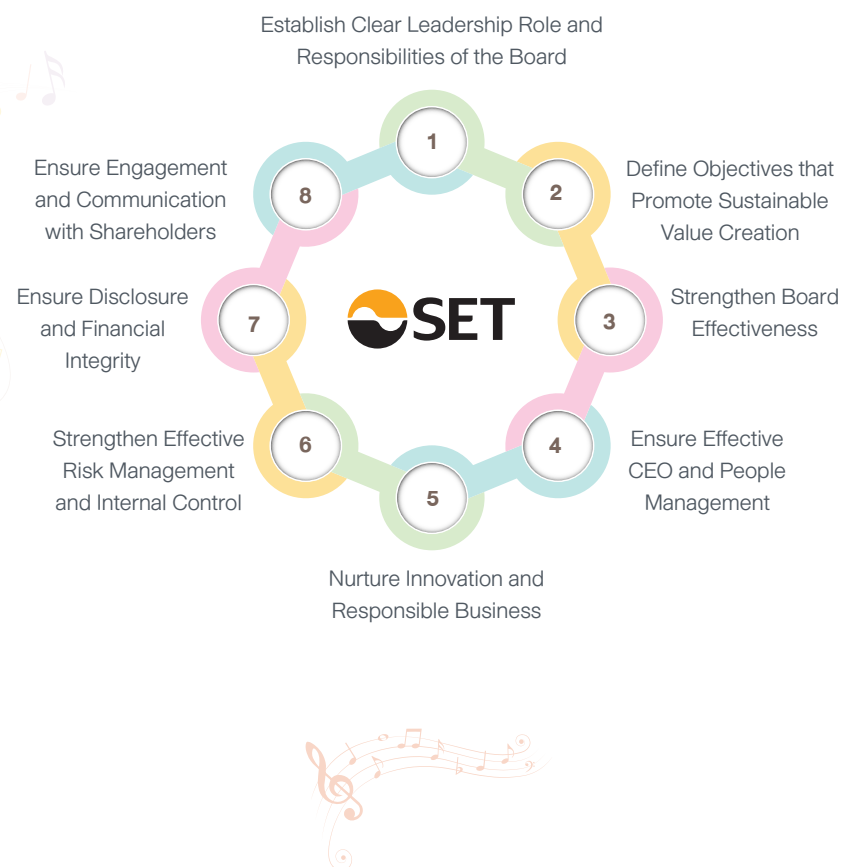 Establish Clear Leadership Role and
Responsibilities of the Board
1
2
Define Objectives that
Promote Sustainable
Value Creation
3
Strengthen Board
Effectiveness
4
Ensure Effective
CEO and People
Management
5
Nurture Innovation and
Responsible Business
6
Strengthen Effective
Risk Management
and Internal Control
7
Ensure Disclosure
and Financial
Integrity
8
Ensure Engagement
and Communication
with Shareholders
SET